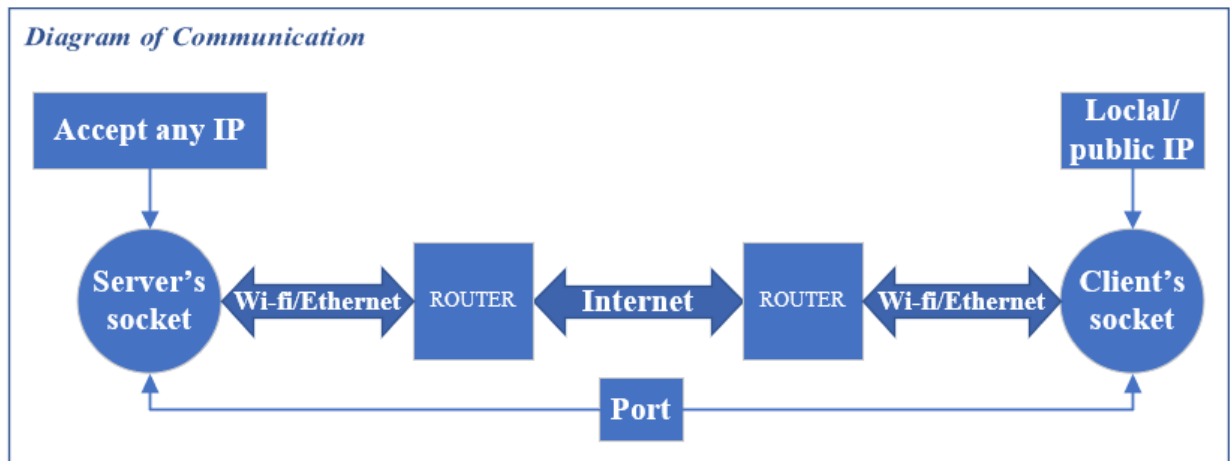 Diagram of Communication
Accept any IP
Loclal/
public IP
Server's
socket
Wi-fi/Ethernet
ROUTER
Internet
ROUTER
Wi-fi/Ethernet
Client's
socket
Port